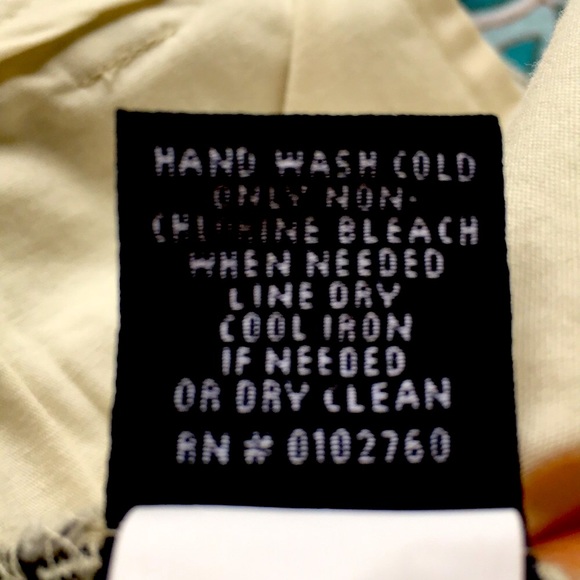 HAND WASH COLD
ONLY NON-
CHLORINE BLEACH
WHEN NEEDED
LINE DRY
COOL IRON
IF NEEDED
OR DRY CLEAN
RN # 0102760